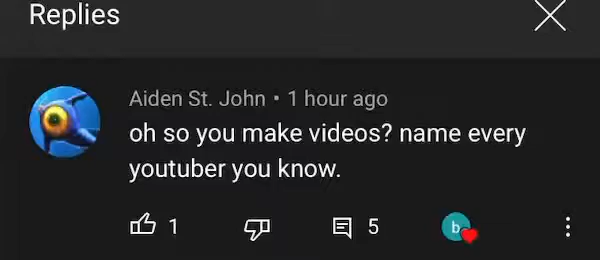 Replies
Aiden St. John • 1 hour ago
oh so you make videos? name every
youtuber you know.
1 5 b